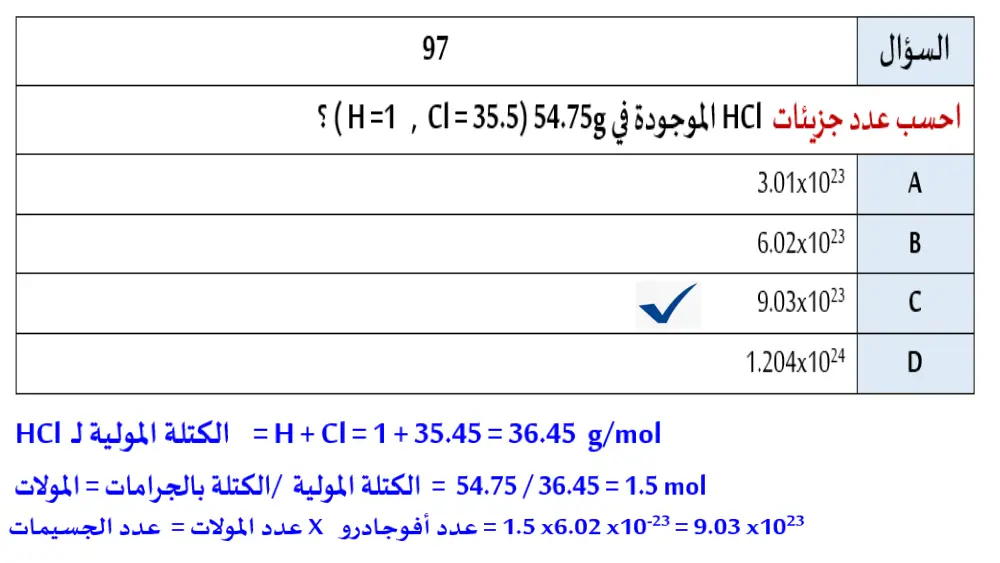 السؤال 97
احسب عدد جزيئات HCl الموجودة في 54.75g (H =1 , Cl = 35.5) ؟
A 3.01x10²³
B 6.02x10²³
C 9.03x10²³
D 1.204x10²⁴
الكتلة المولية لـ HCl = H + Cl = 1 + 35.45 = 36.45 g/mol
المولات = الكتلة بالجرامات/ الكتلة المولية = 54.75 / 36.45 = 1.5 mol
عدد الجسيمات = عدد المولات X عدد أفوجادرو = 1.5 x6.02 x10⁻²³ = 9.03 x10²³